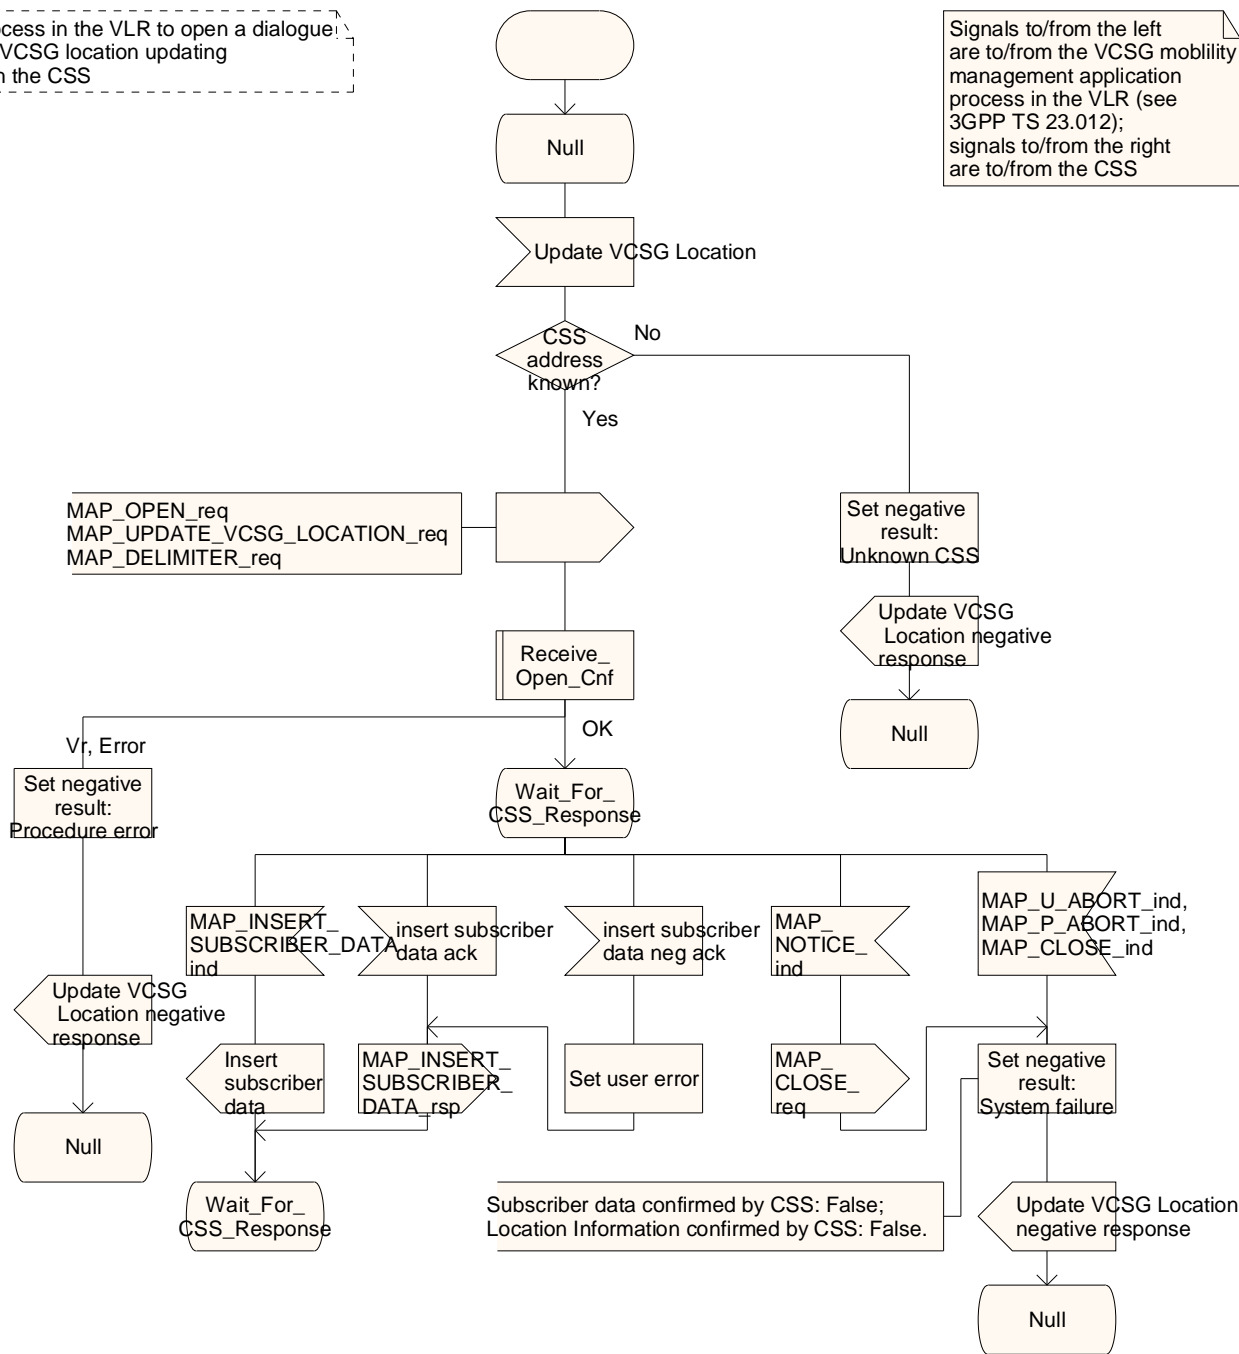 cess in the VLR to open a dialogue
VCSG location updating
the CSS
Signals to/from the left
are to/from the VCSG moblility
management application
process in the VLR (see
3GPP TS 23.012);
signals to/from the right
are to/from the CSS
Null
Update VCSG Location
CSS
address
known?
No
Yes
MAP_OPEN_req
MAP_UPDATE_VCSG_LOCATION_req
MAP_DELIMITER_req
Set negative
result:
Unknown CSS
Update VCSG
Location negative
response
Null
Receive_
Open_Cnf
OK
Vr, Error
Set negative
result:
Procedure error
Wait_For_
CSS_Response
MAP_INSERT_
SUBSCRIBER_DATA_
ind
insert subscriber
data ack
insert subscriber
data neg ack
MAP_
NOTICE_
ind
MAP_U_ABORT_ind,
MAP_P_ABORT_ind,
MAP_CLOSE_ind
Update VCSG
Location negative
response
Insert
subscriber
data
MAP_INSERT_
SUBSCRIBER_
DATA_rsp
Set user error
MAP_
CLOSE_
req
Set negative
result:
System failure
Null
Wait_For_
CSS_Response
Subscriber data confirmed by CSS: False;
Location Information confirmed by CSS: False.
Update VCSG Location
negative response
Null